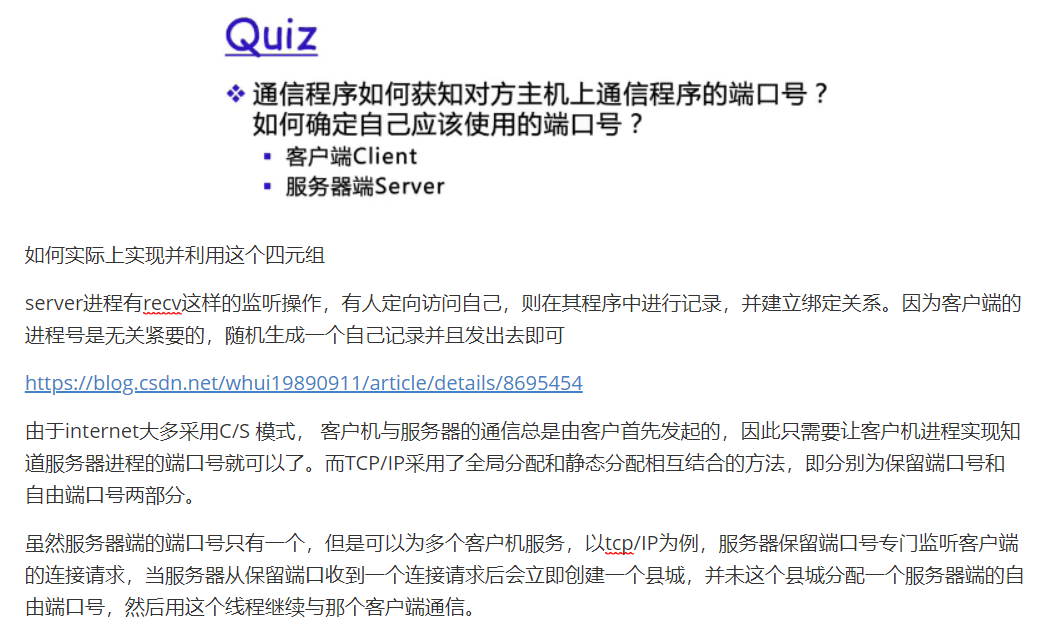 Quiz
通信程序如何获知对方主机上通信程序的端口号？
如何确定自己应该使用的端口号？
客户端Client
服务器端Server
如何实际上实现并利用这个四元组
server进程有recv这样的监听操作，有人定向访问自己，则在其程序中进行记录，并建立绑定关系。因为客户端的
进程号是无关紧要的，随机生成一个自己记录并且发出去即可
https://blog.csdn.net/whui19890911/article/details/8695454
由于internet大多采用C/S 模式， 客户机与服务器的通信总是由客户首先发起的，因此只需要让客户机进程实现知
道服务器进程的端口号就可以了。而TCP/IP采用了全局分配和静态分配相互结合的方法，即分别为保留端口号和
自由端口号两部分。
虽然服务器端的端口号只有一个，但是可以为多个客户机服务，以tcp/IP为例，服务器保留端口号专门监听客户端
的连接请求，当服务器从保留端口收到一个连接请求后会立即创建一个县城，并未这个县城分配一个服务器端的自
由端口号，然后用这个线程继续与那个客户端通信。